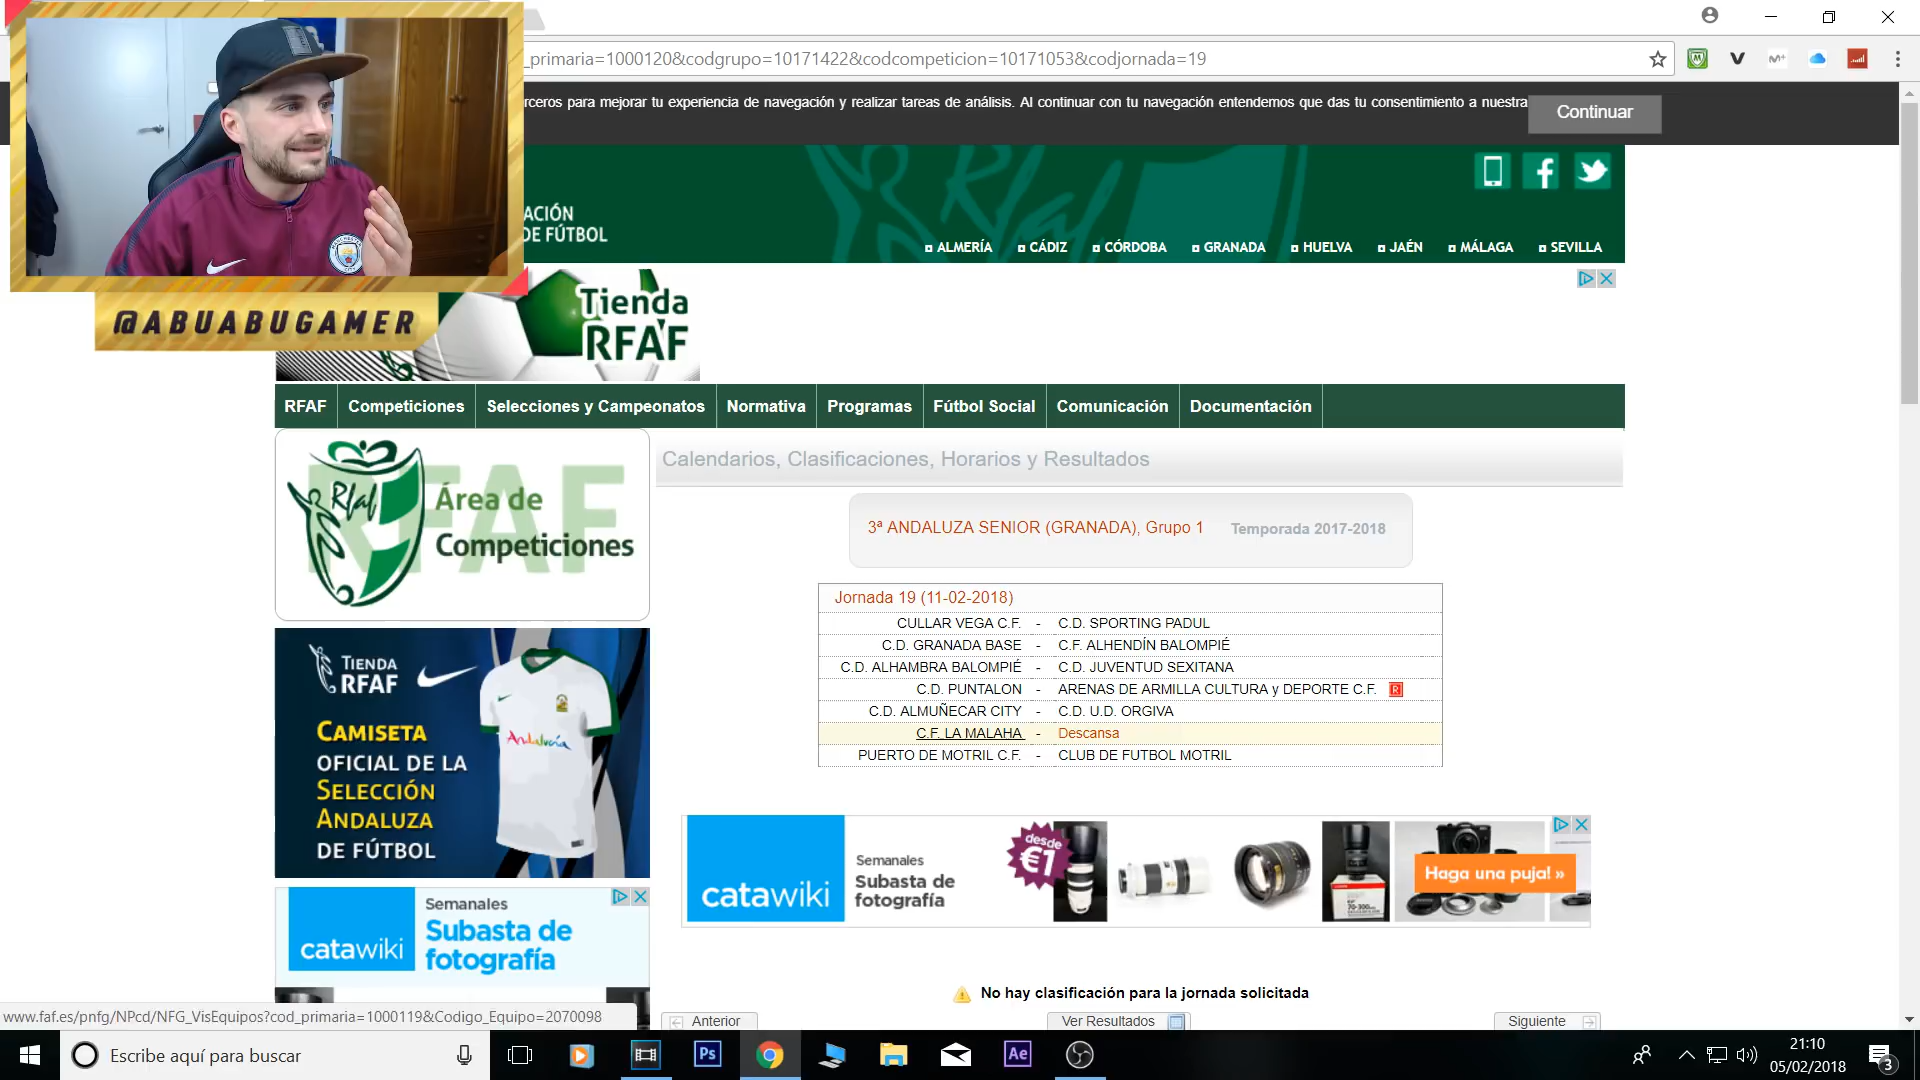 _primaria=1000120&codgrupo=10171422&codcompeticion=10171053&codjornada=19
rceros para mejorar tu experiencia de navegación y realizar tareas de análisis. Al continuar con tu navegación entendemos que das tu consentimiento a nuestra
Continuar
ACIÓN
DE FÚTBOL
ALMERÍA CÁDIZ CÓRDOBA GRANADA HUELVA JAÉN MÁLAGA SEVILLA
@ABUABUGAMER
Tienda
RFAF
RFAF Competiciones Selecciones y Campeonatos Normativa Programas Fútbol Social Comunicación Documentación
RFAF
Rfaf
Área de
Competiciones
Calendarios, Clasificaciones, Horarios y Resultados
3ª ANDALUZA SENIOR (GRANADA), Grupo 1 Temporada 2017-2018
Jornada 19 (11-02-2018)
CULLAR VEGA C.F. - C.D. SPORTING PADUL
C.D. GRANADA BASE - C.F. ALHENDÍN BALOMPIÉ
C.D. ALHAMBRA BALOMPIÉ - C.D. JUVENTUD SEXITANA
C.D. PUNTALON - ARENAS DE ARMILLA CULTURA y DEPORTE C.F. R
C.D. ALMUÑECAR CITY - C.D. U.D. ORGIVA
C.F. LA MALAHA - Descansa
PUERTO DE MOTRIL C.F. - CLUB DE FUTBOL MOTRIL
TIENDA
RFAF
CAMISETA
OFICIAL DE LA
SELECCIÓN
ANDALUZA
DE FÚTBOL
Andalucía
catawiki
Semanales
Subasta de
fotografía
desde
€1
Haga una puja! »
catawiki
Semanales
Subasta de
fotografía
No hay clasificación para la jornada solicitada
Anterior Ver Resultados Siguiente
www.faf.es/pnfg/NPcd/NFG_VisEquipos?cod_primaria=1000119&Codigo_Equipo=2070098
Escribe aquí para buscar
Ps
Ae
21:10
05/02/2018
3